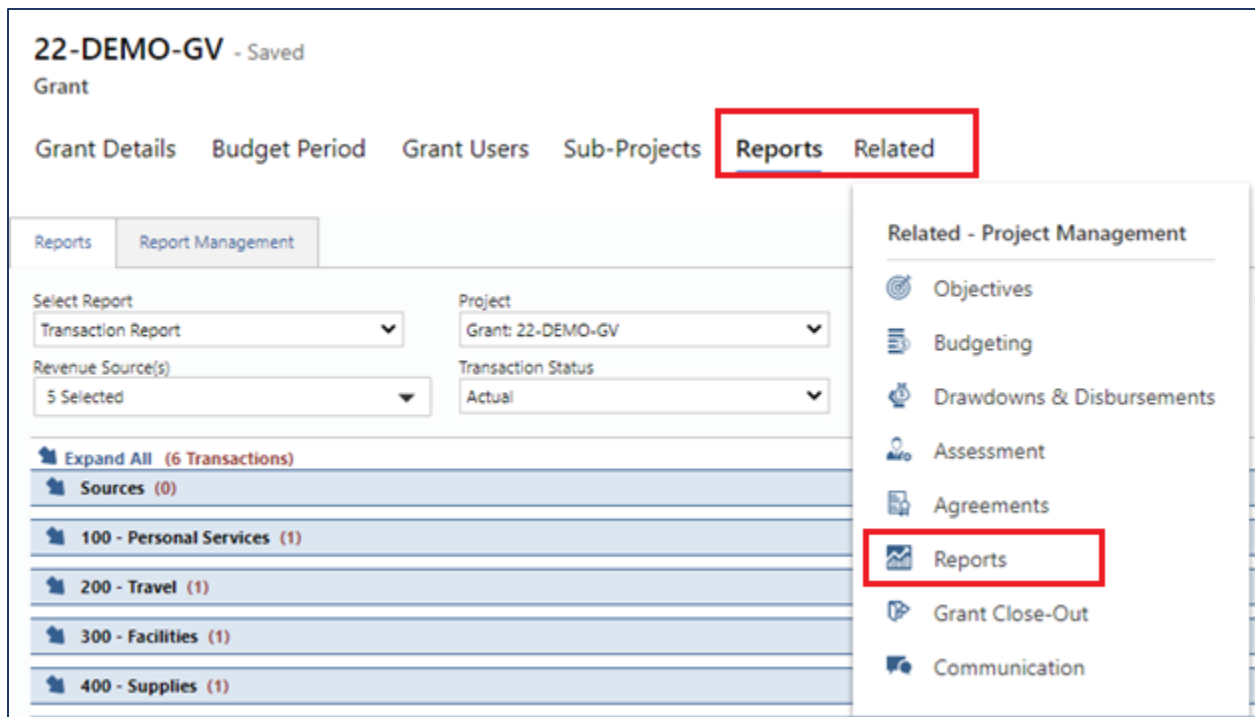 22-DEMO-GV - Saved
Grant
Grant Details Budget Period Grant Users Sub-Projects Reports Related
Reports Report Management
Select Report Project
Transaction Report Grant: 22-DEMO-GV
Revenue Source(s) Transaction Status
5 Selected Actual
Expand All (6 Transactions)
Sources (0)
100 - Personal Services (1)
200 - Travel (1)
300 - Facilities (1)
400 - Supplies (1)
Related - Project Management
Objectives
Budgeting
Drawdowns & Disbursements
Assessment
Agreements
Reports
Grant Close-Out
Communication